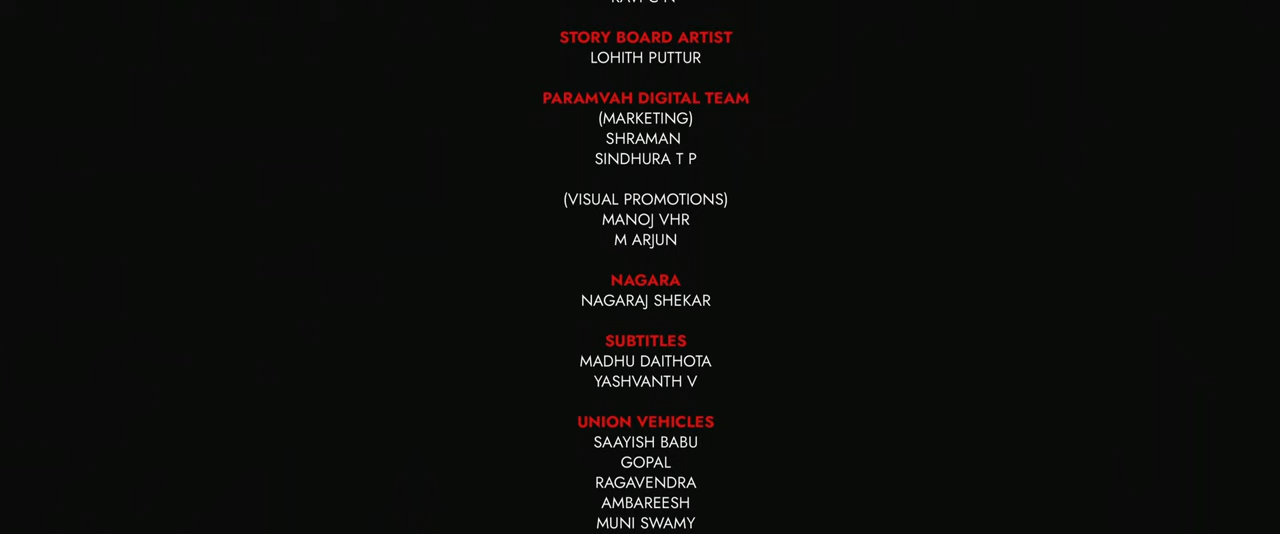 STORY BOARD ARTIST
LOHITH PUTTUR
PARAMVAH DIGITAL TEAM
(MARKETING)
SHRAMAN
SINDHURA T P
(VISUAL PROMOTIONS)
MANOJ VHR
M ARJUN
NAGARA
NAGARAJ SHEKAR
SUBTITLES
MADHU DAITHOTA
YASHVANTH V
UNION VEHICLES
SAAYISH BABU
GOPAL
RAGAVENDRA
AMBAREESH
MUNI SWAMY